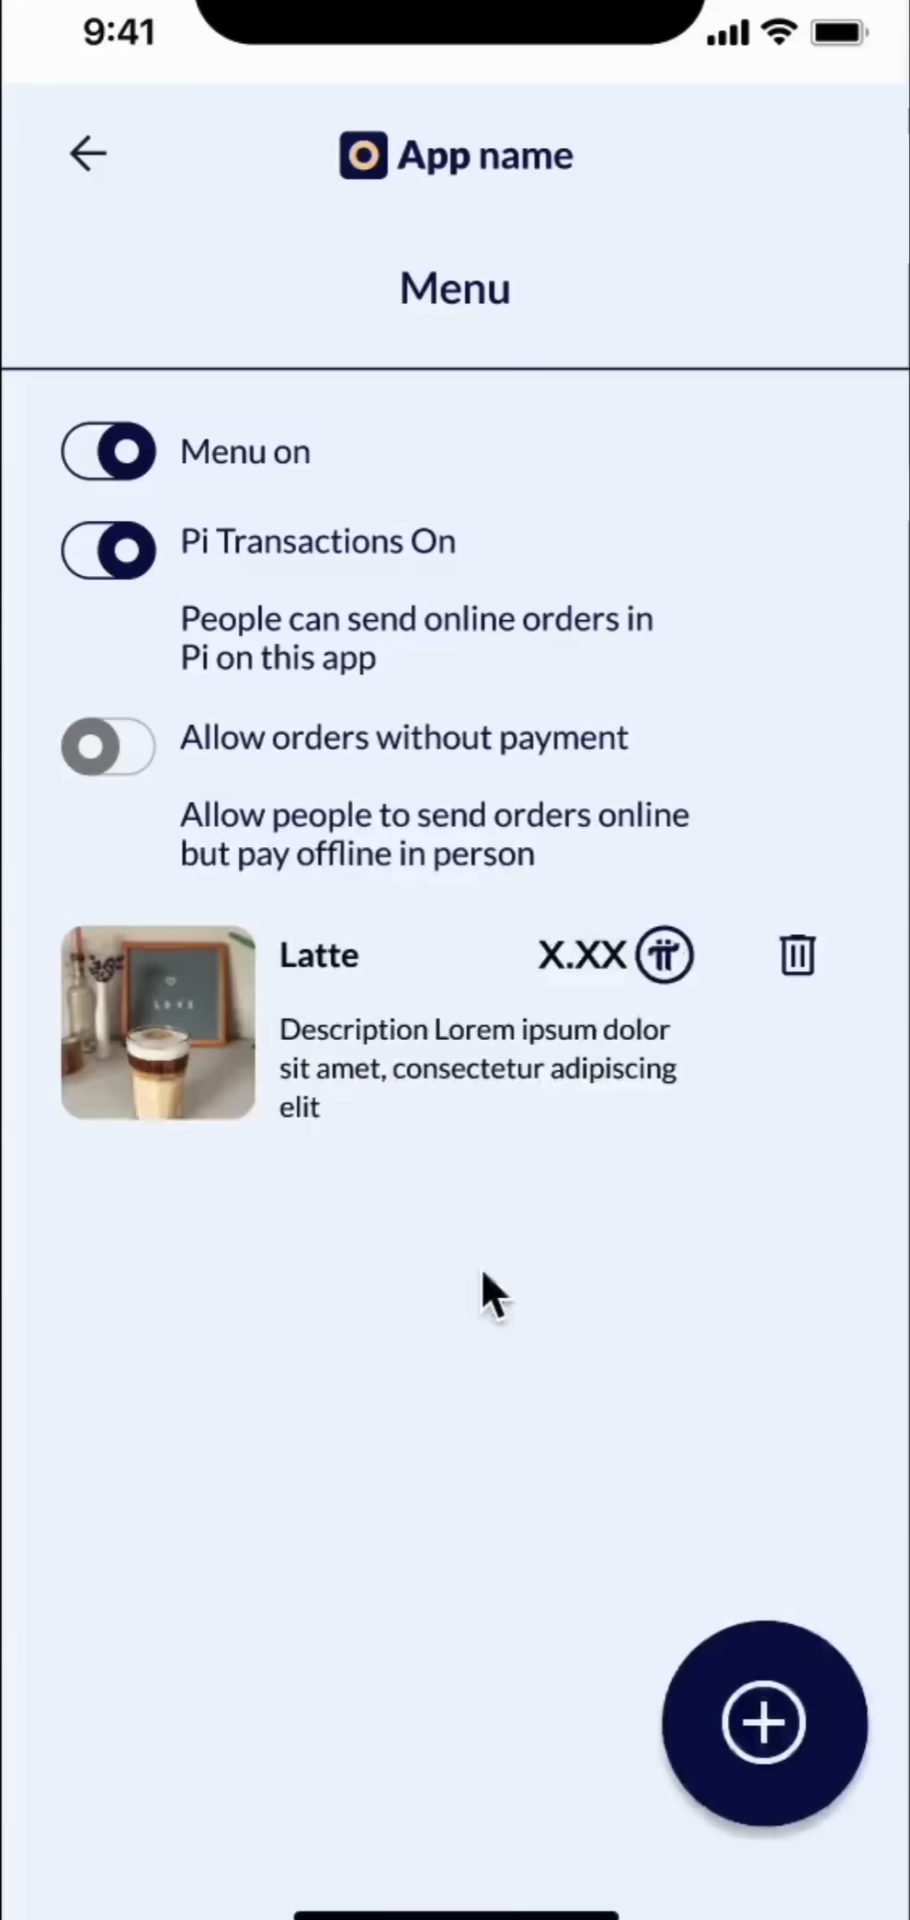 9:41
App name
Menu
Menu on
Pi Transactions On
People can send online orders in
Pi on this app
Allow orders without payment
Allow people to send orders online
but pay offline in person
Latte X.XX
Description Lorem ipsum dolor
sit amet, consectetur adipiscing
elit
LOVE